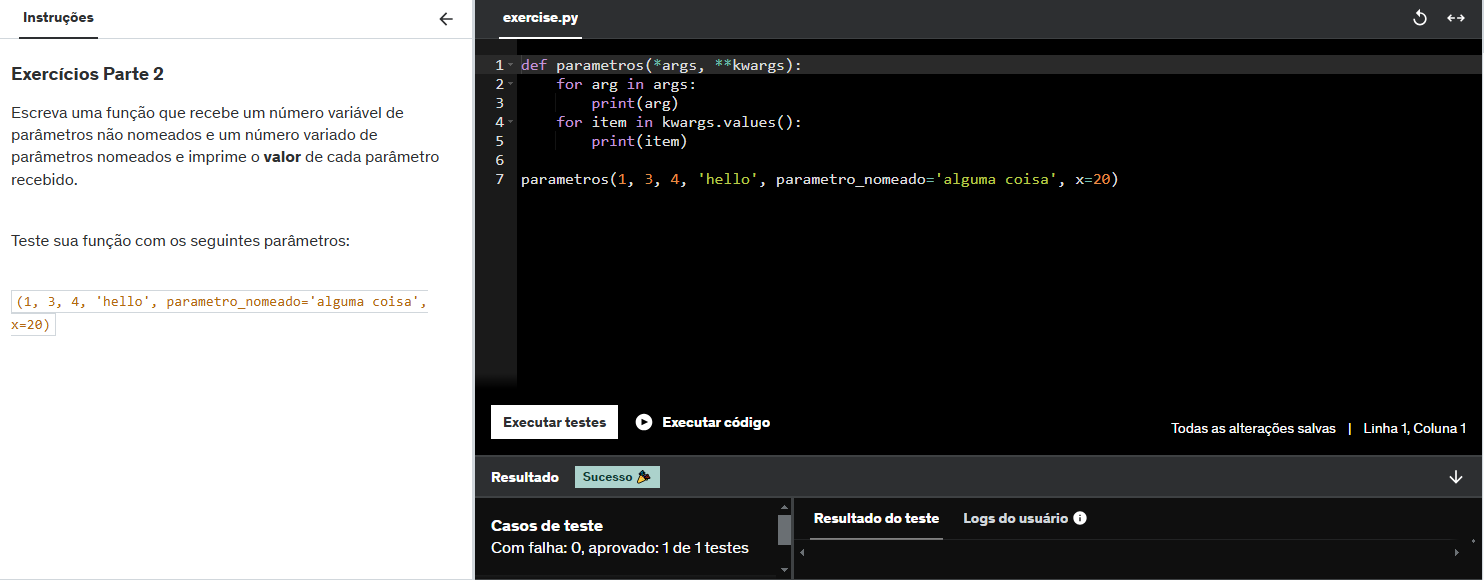 Instruções
Exercícios Parte 2
Escreva uma função que recebe um número variável de
parâmetros não nomeados e um número variado de
parâmetros nomeados e imprime o valor de cada parâmetro
recebido.
Teste sua função com os seguintes parâmetros:
(1, 3, 4, 'hello', parametro_nomeado='alguma coisa',
x=20)
exercise.py
1 def parametros(*args, **kwargs):
2     for arg in args:
3         print(arg)
4     for item in kwargs.values():
5         print(item)
6
7 parametros(1, 3, 4, 'hello', parametro_nomeado='alguma coisa', x=20)
Executar testes
Executar código
Todas as alterações salvas | Linha 1, Coluna 1
Resultado
Sucesso
Casos de teste
Com falha: 0, aprovado: 1 de 1 testes
Resultado do teste
Logs do usuário